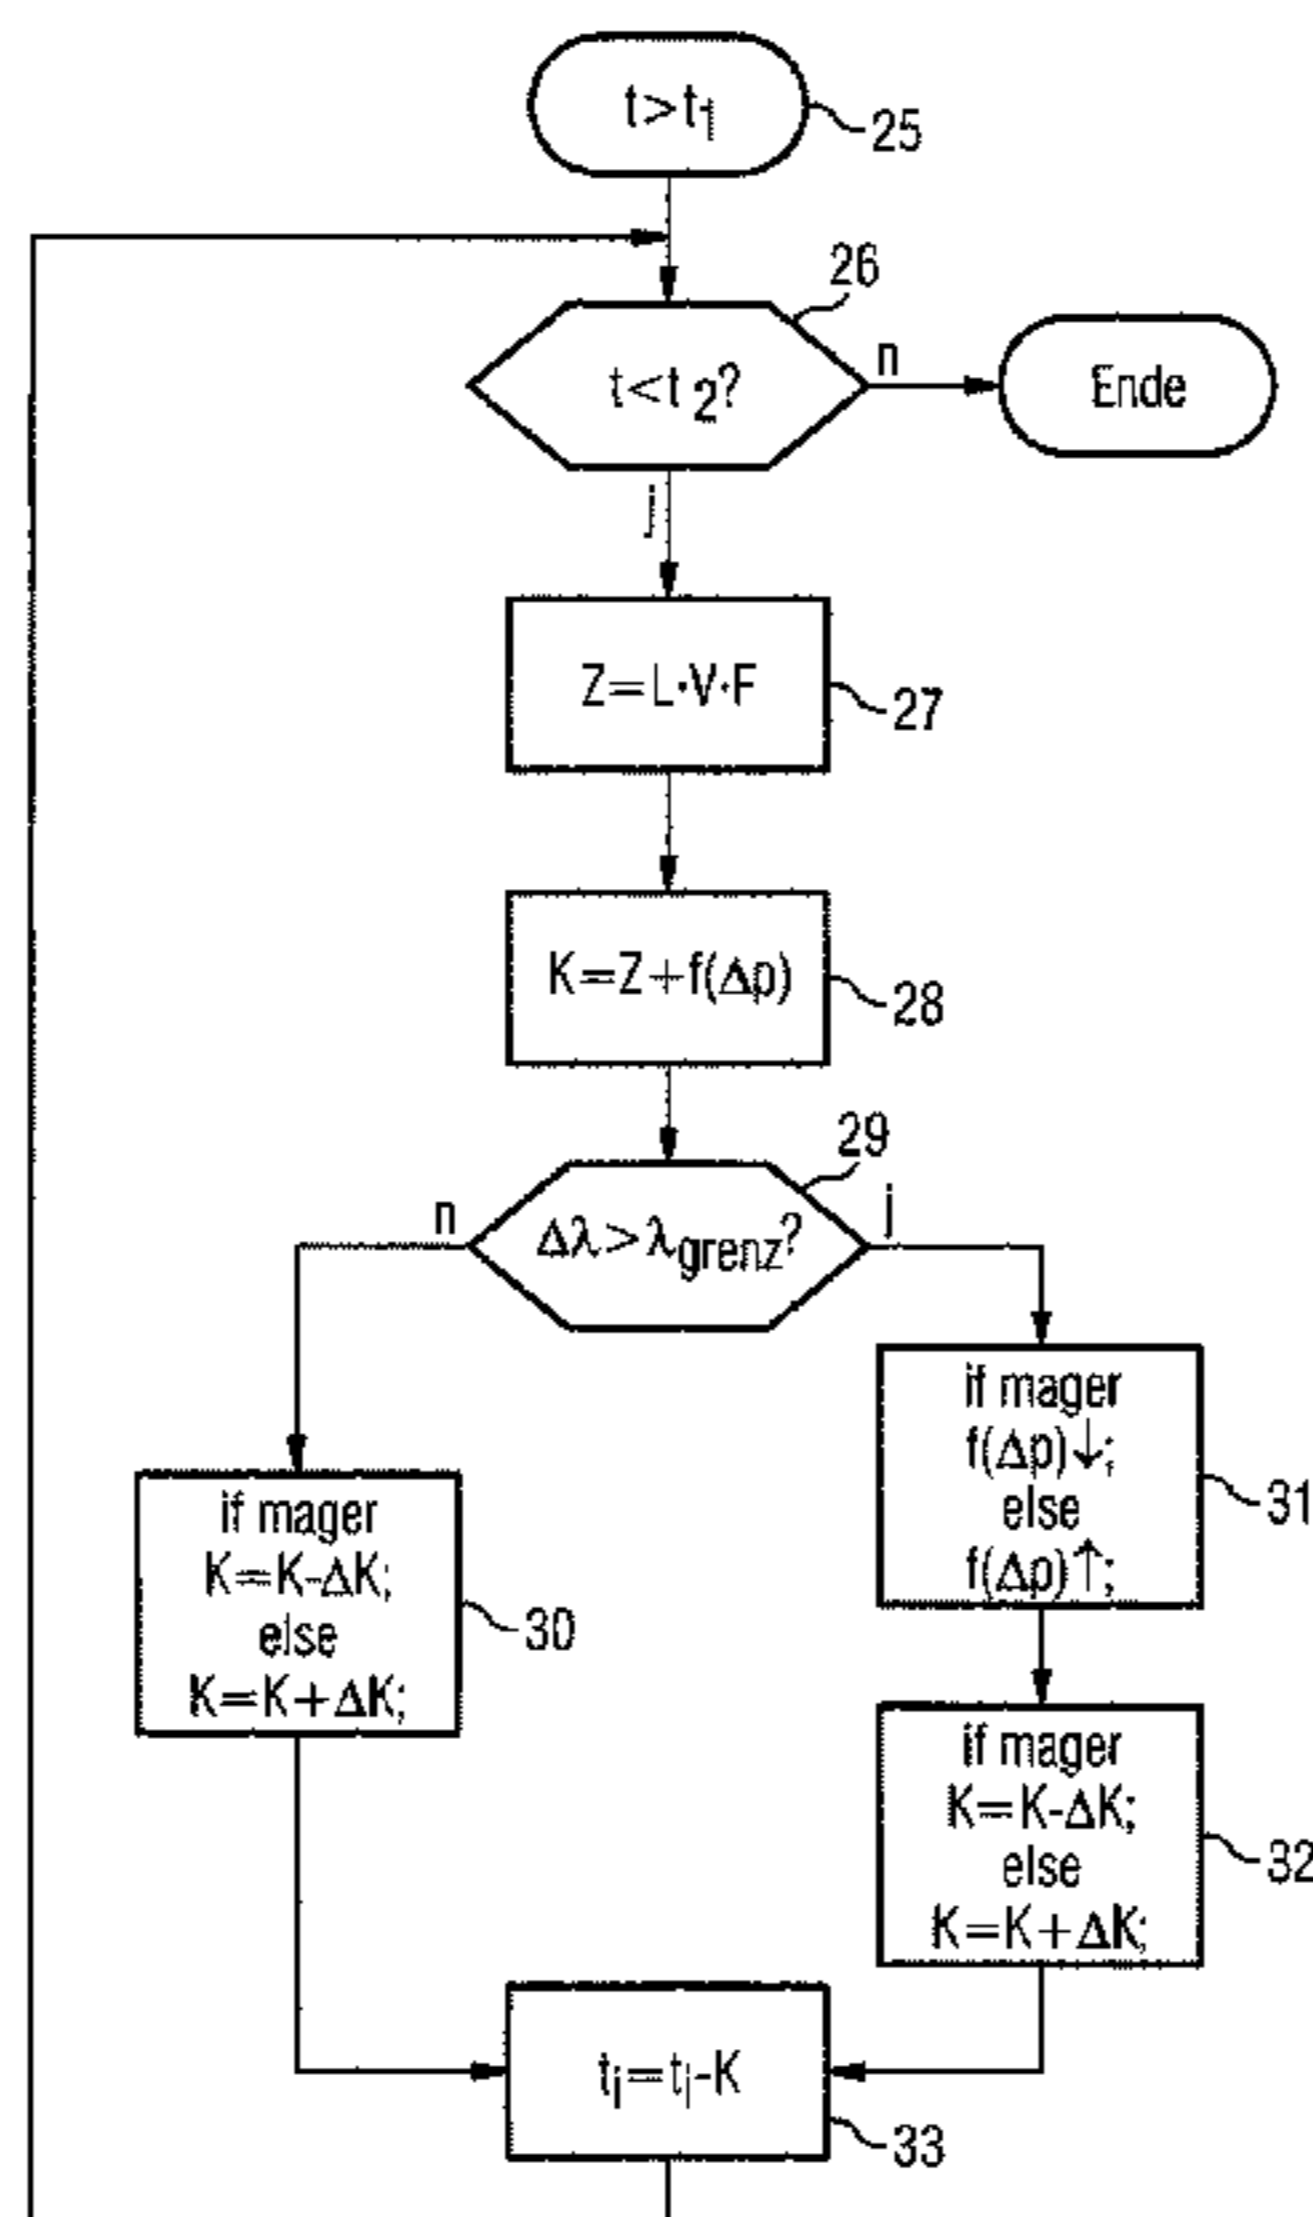 t>t1
25
26
t<t2?
n
Ende
j
Z=L·V·F
27
K=Z+f(Δp)
28
29
n
Δλ>λgrenz?
j
if mager
f(Δp)↓;
else
f(Δp)↑;
31
if mager
K=K-ΔK;
else
K=K+ΔK;
30
if mager
K=K-ΔK;
else
K=K+ΔK;
32
ti=ti-K
33